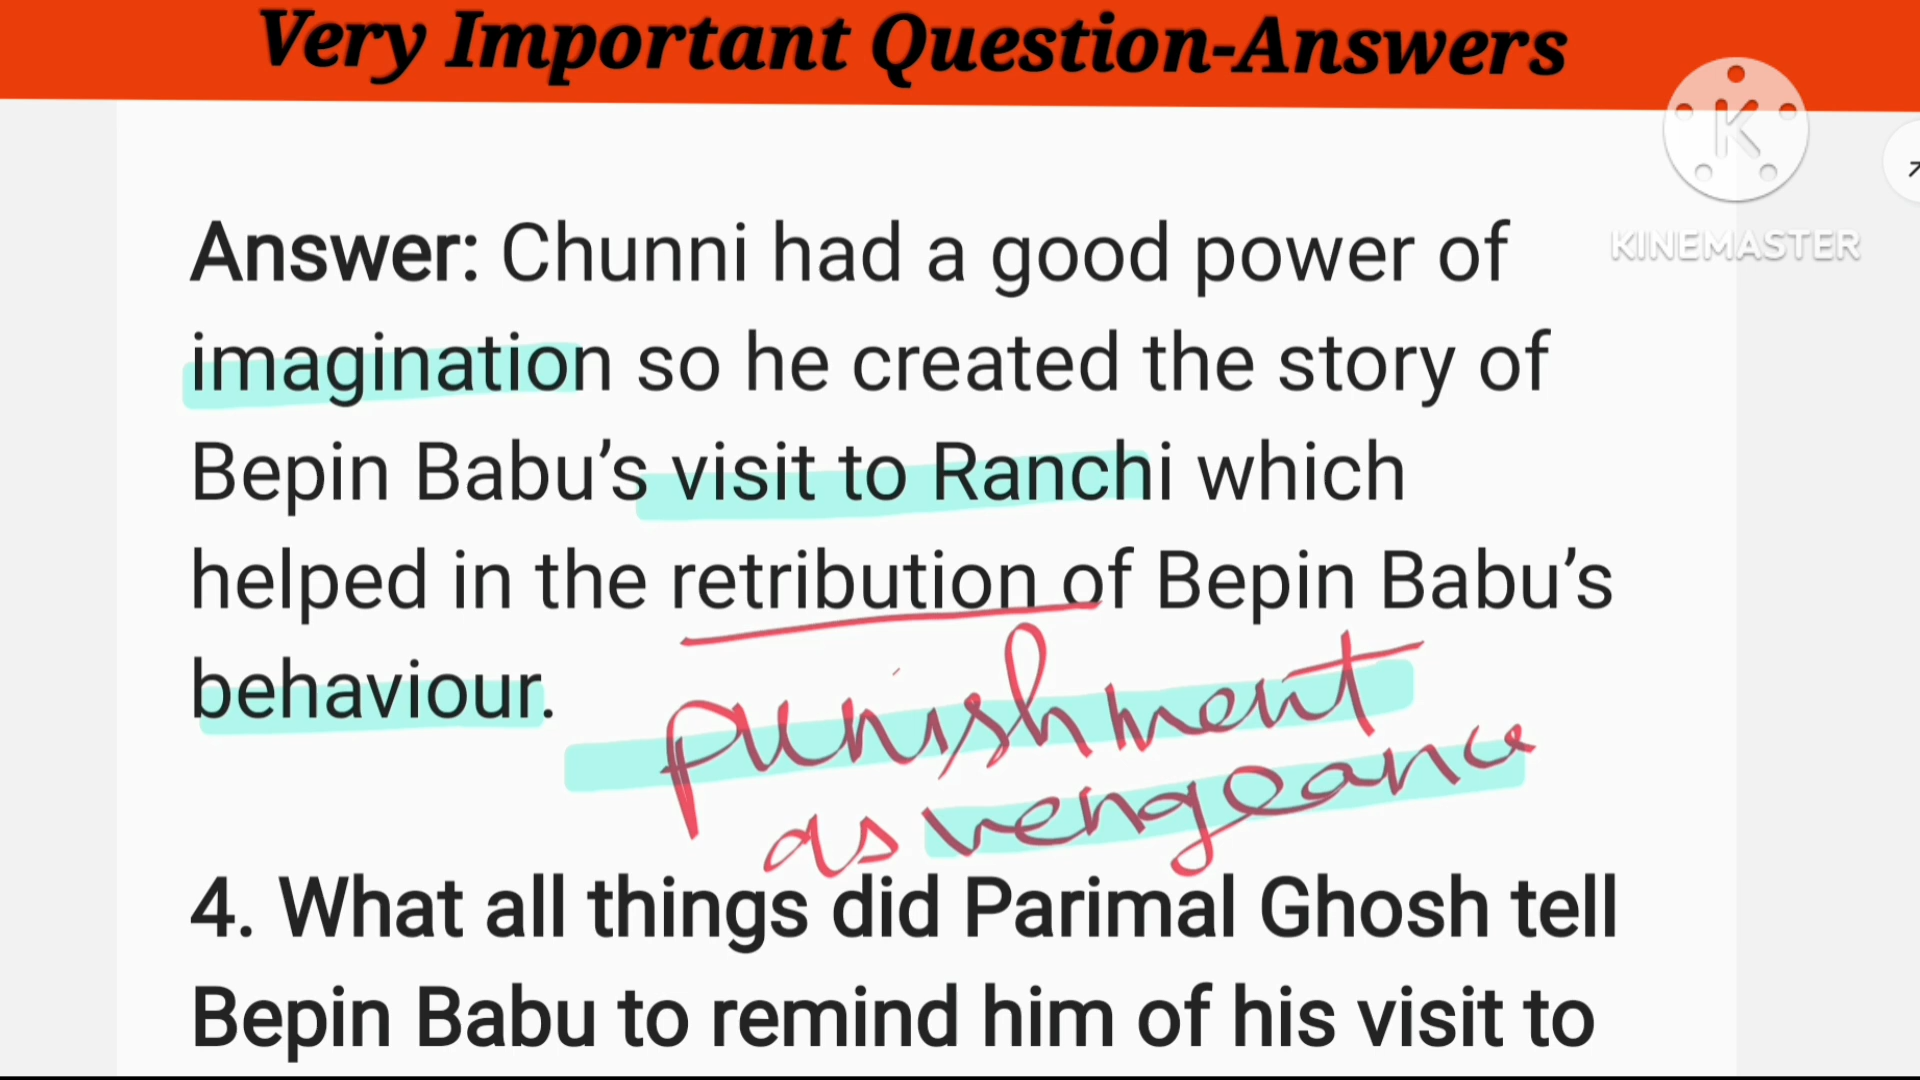 Very Important Question-Answers
K
KINEMASTER
Answer: Chunni had a good power of
imagination so he created the story of
Bepin Babu’s visit to Ranchi which
helped in the retribution of Bepin Babu’s
behaviour.
punishment
as vengeance
4. What all things did Parimal Ghosh tell
Bepin Babu to remind him of his visit to